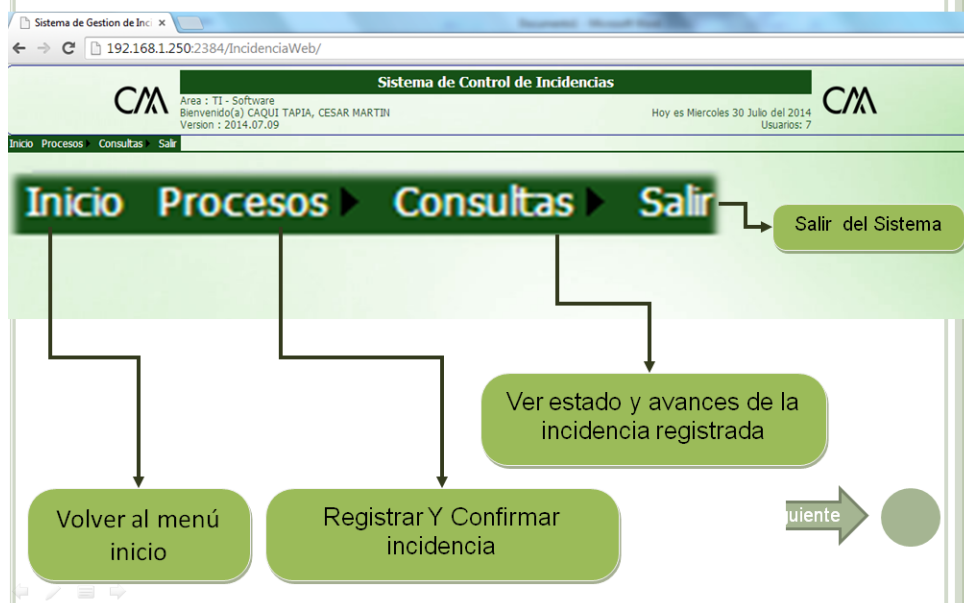 Sistema de Gestion de Inci
192.168.1.250:2384/IncidenciaWeb/
Sistema de Control de Incidencias
CM
Area : TI - Software
Bienvenido(a) CAQUI TAPIA, CESAR MARTIN
Version : 2014.07.09
Hoy es Miercoles 30 Julio del 2014
Usuarios: 7
CM
Inicio Procesos Consultas Salir
Inicio Procesos Consultas Salir
Salir del Sistema
Ver estado y avances de la
incidencia registrada
Volver al menú
inicio
Registrar Y Confirmar
incidencia
uiente